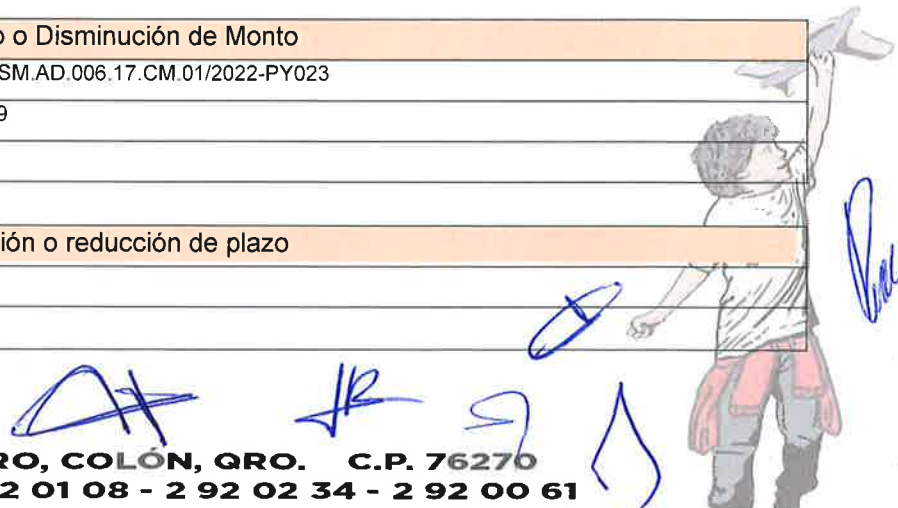 o Disminución de Monto
SM.AD.006.17.CM.01/2022-PY023
9
ión o reducción de plazo
RO, COLÓN, QRO. C.P. 76270
2 01 08 - 2 92 02 34 - 2 92 00 61